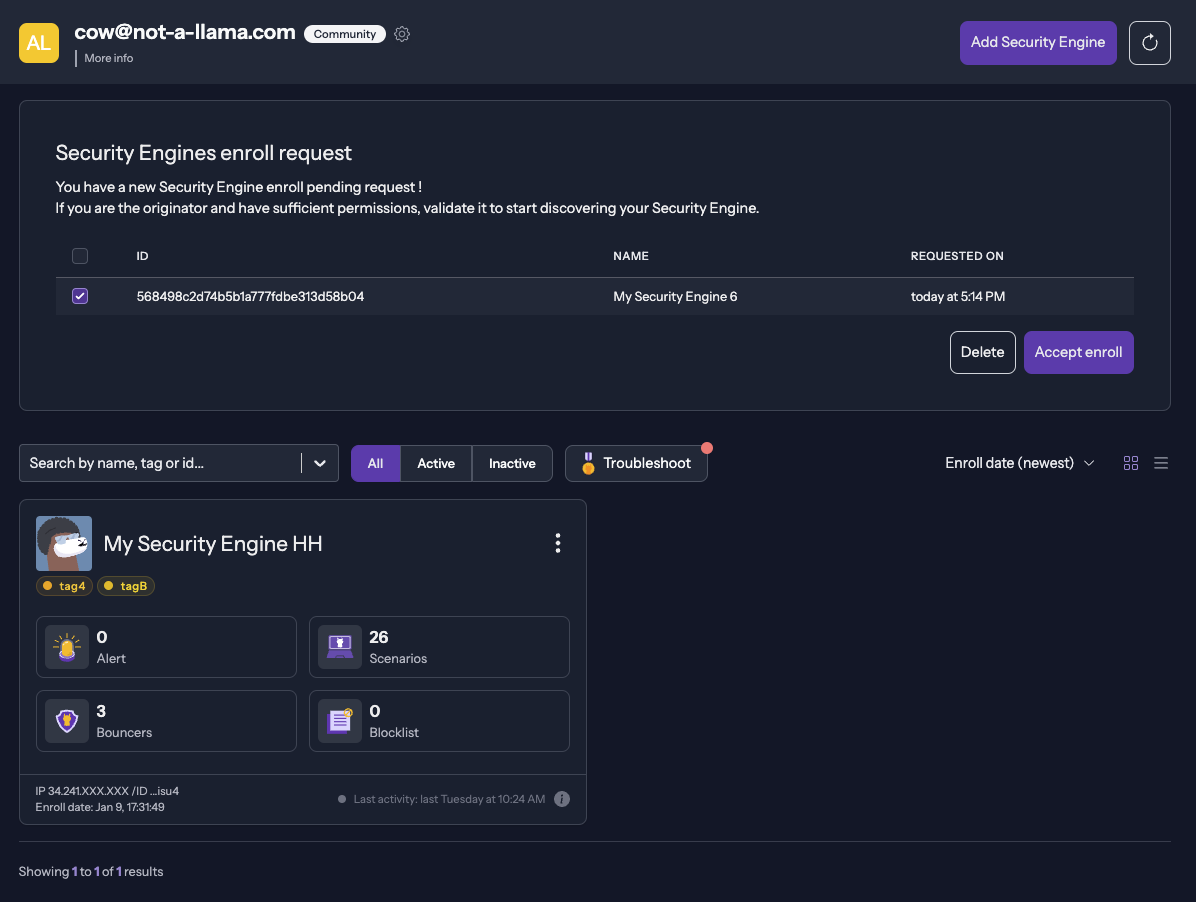 AL
cow@not-a-llama.com
Community
More info
Add Security Engine
Security Engines enroll request
You have a new Security Engine enroll pending request !
If you are the originator and have sufficient permissions, validate it to start discovering your Security Engine.
ID NAME REQUESTED ON
568498c2d74b5b1a777fdbe313d58b04 My Security Engine 6 today at 5:14 PM
Delete Accept enroll
Search by name, tag or id...
All Active Inactive
Troubleshoot
Enroll date (newest)
My Security Engine HH
tag4 tagB
0
Alert
26
Scenarios
3
Bouncers
0
Blocklist
IP 34.241.XXX.XXX /ID ...isu4
Enroll date: Jan 9, 17:31:49
Last activity: last Tuesday at 10:24 AM
Showing 1 to 1 of 1 results